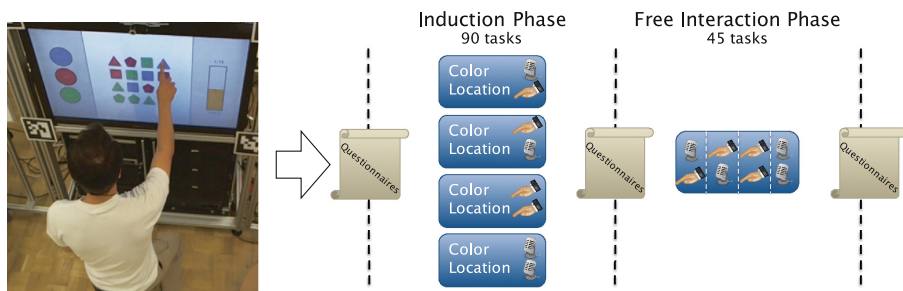 Induction Phase
90 tasks
Free Interaction Phase
45 tasks
Color
Location
Color
Location
Color
Location
Color
Location
Questionnaires
Questionnaires
Questionnaires